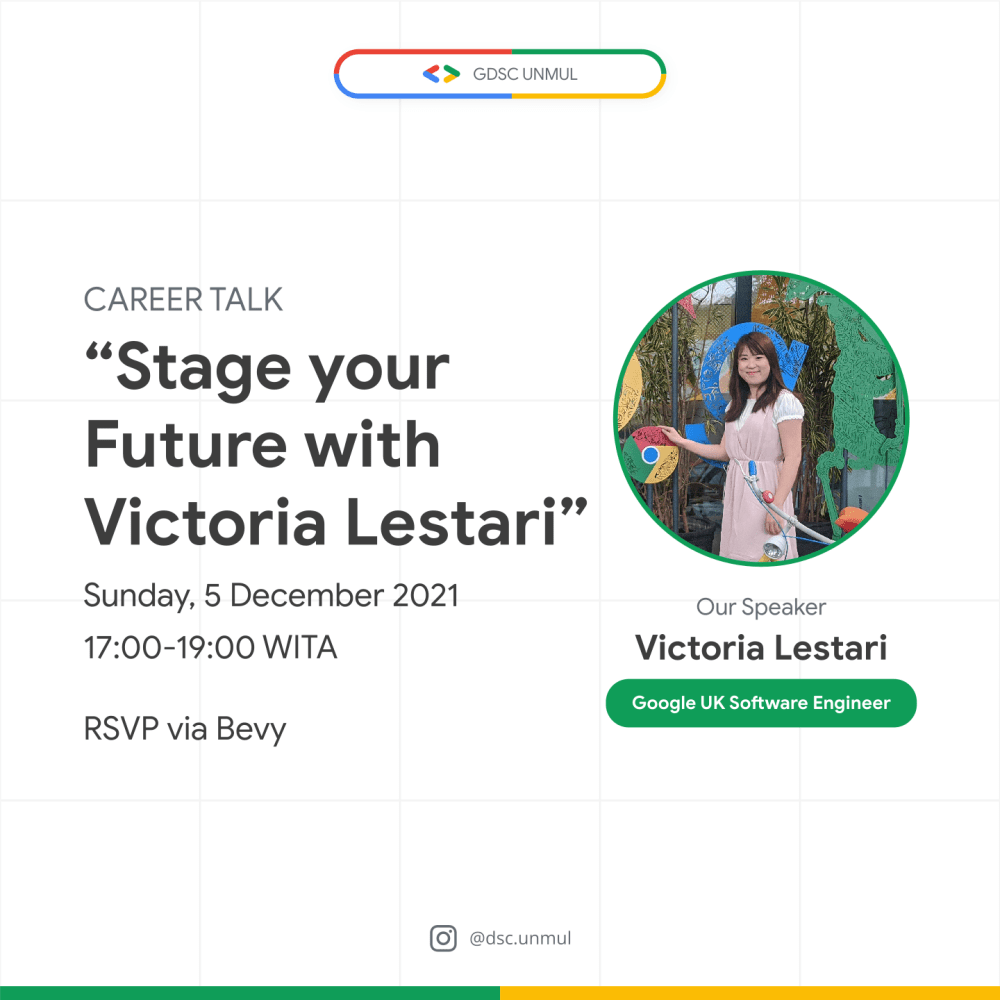 GDSC UNMUL
CAREER TALK
“Stage your
Future with
Victoria Lestari”
Sunday, 5 December 2021
17:00-19:00 WITA
RSVP via Bevy
Our Speaker
Victoria Lestari
Google UK Software Engineer
@dsc.unmul